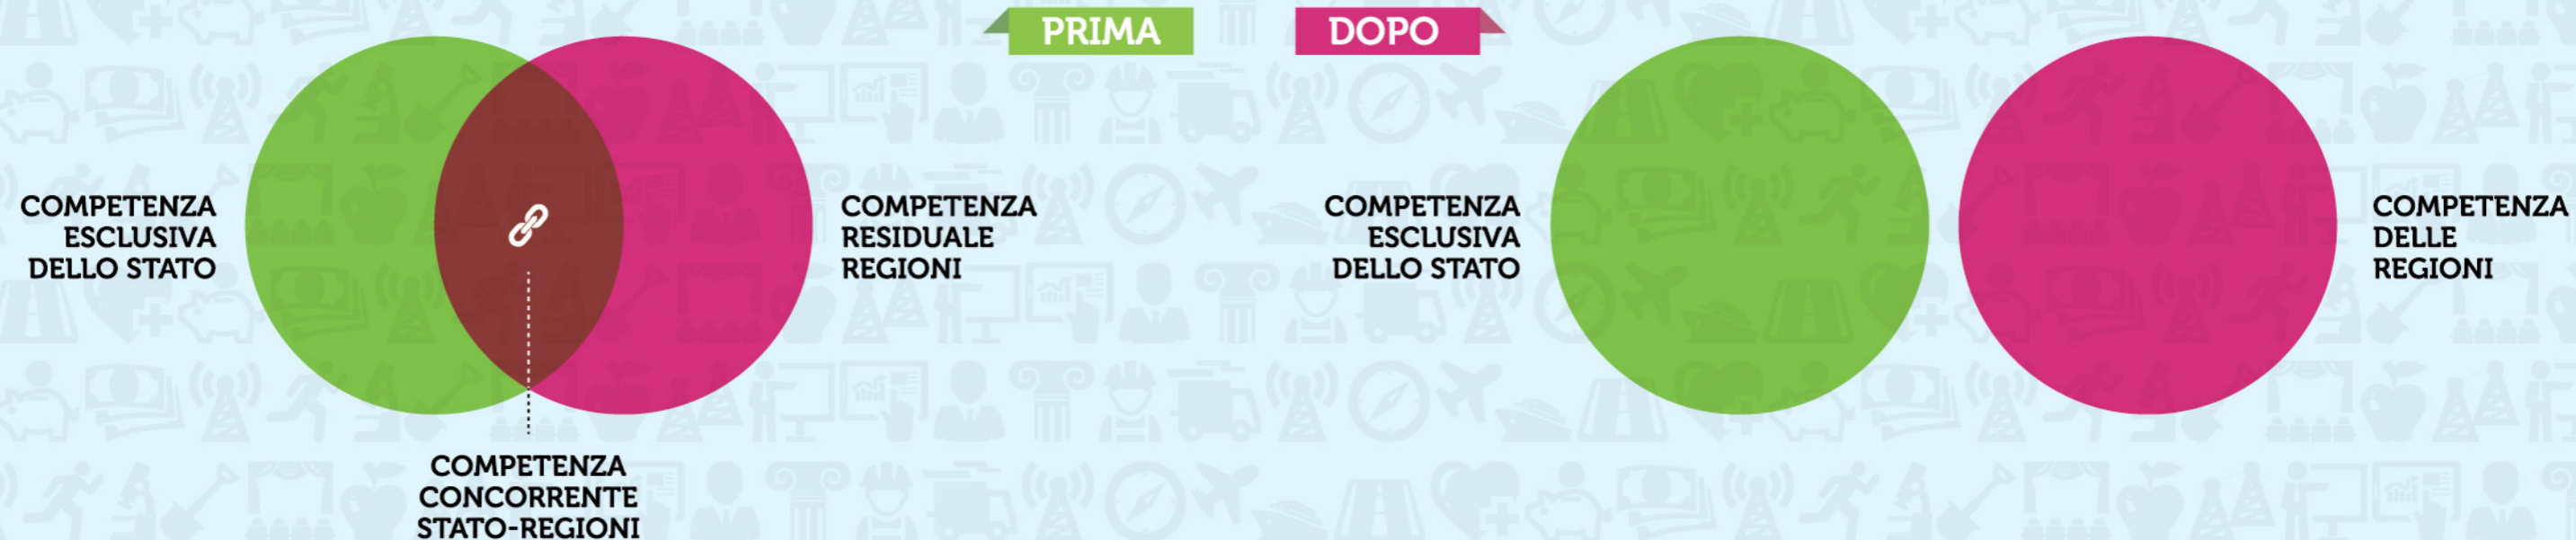 PRIMA
DOPO
COMPETENZA
ESCLUSIVA
DELLO STATO
COMPETENZA
RESIDUALE
REGIONI
COMPETENZA
CONCORRENTE
STATO-REGIONI
COMPETENZA
ESCLUSIVA
DELLO STATO
COMPETENZA
DELLE
REGIONI